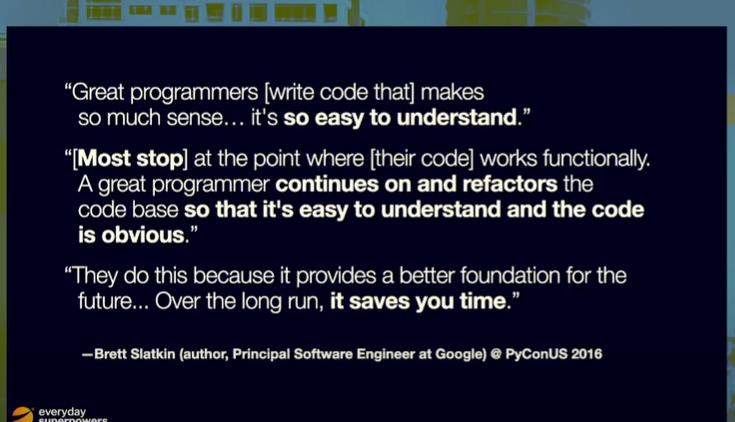 “Great programmers [write code that] makes
so much sense... it's so easy to understand.”
“[Most stop] at the point where [their code] works functionally.
A great programmer continues on and refactors the
code base so that it's easy to understand and the code
is obvious.”
“They do this because it provides a better foundation for the
future... Over the long run, it saves you time.”
—Brett Slatkin (author, Principal Software Engineer at Google) @ PyConUS 2016
everyday
superpowers